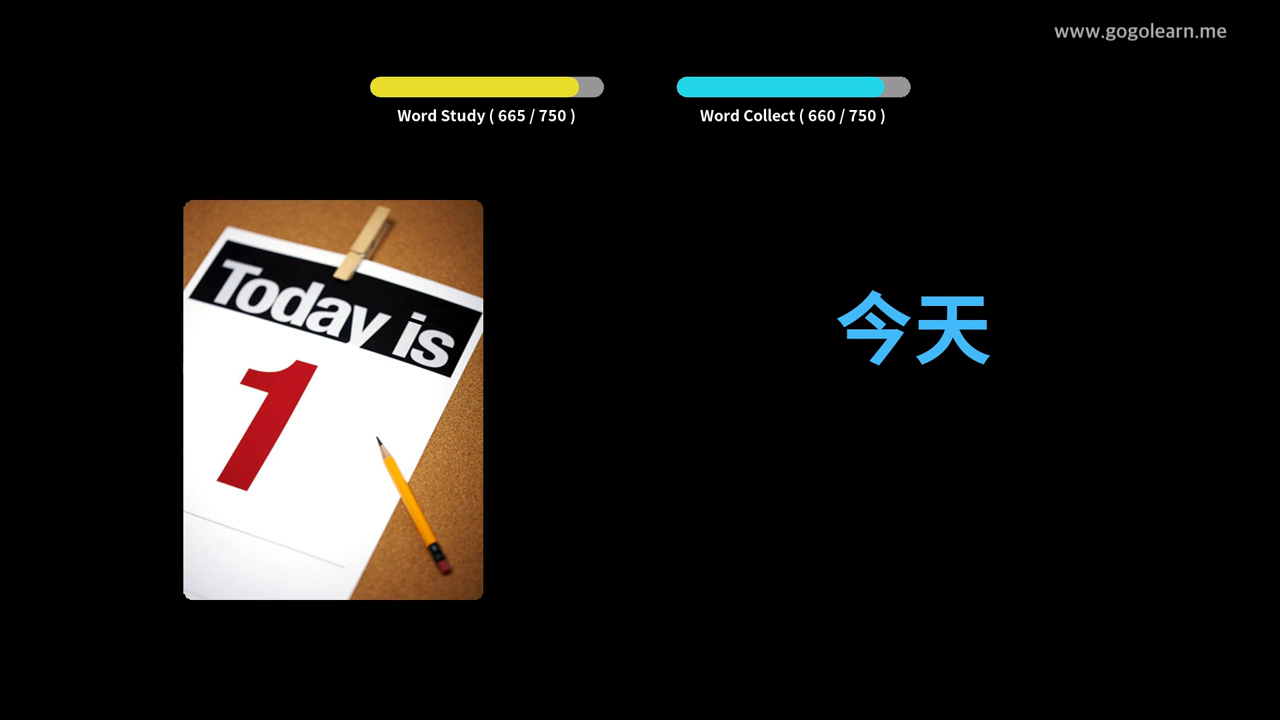 www.gogolearn.me
Word Study ( 665 / 750 )
Word Collect ( 660 / 750 )
Today is
1
今天